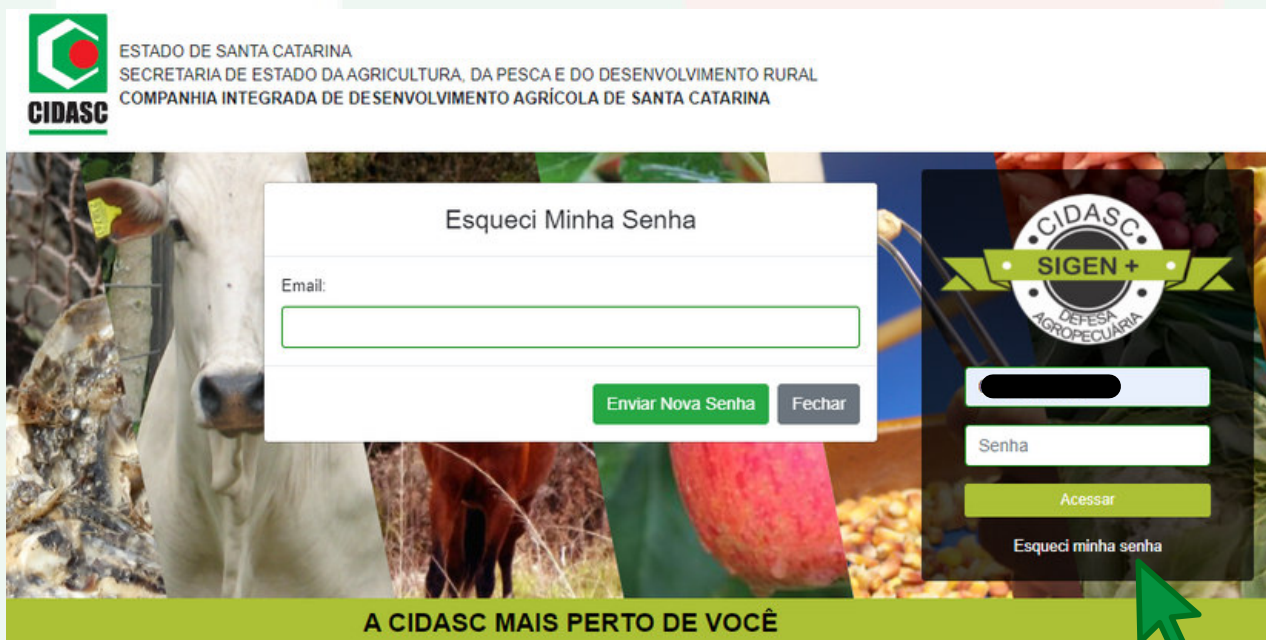 CIDASC
ESTADO DE SANTA CATARINA
SECRETARIA DE ESTADO DA AGRICULTURA, DA PESCA E DO DESENVOLVIMENTO RURAL
COMPANHIA INTEGRADA DE DESENVOLVIMENTO AGRÍCOLA DE SANTA CATARINA
Esqueci Minha Senha
Email:
Enviar Nova Senha
Fechar
CIDASC
SIGEN +
DEFESA
AGROPECUÁRIA
Senha
Acessar
Esqueci minha senha
A CIDASC MAIS PERTO DE VOCÊ